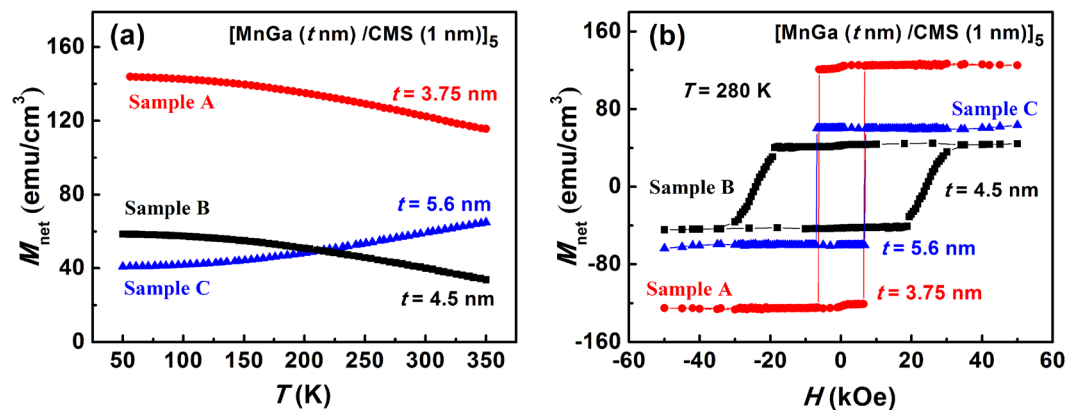 (a) [MnGa (t nm) /CMS (1 nm)]5
160
120
80
40
0
Mnet (emu/cm³)
Sample A
t = 3.75 nm
t = 5.6 nm
Sample B
Sample C
t = 4.5 nm
50 100 150 200 250 300 350
T (K)
(b) [MnGa (t nm) /CMS (1 nm)]5
160
80
0
-80
-160
Mnet (emu/cm³)
T = 280 K
Sample C
Sample B
t = 4.5 nm
t = 5.6 nm
Sample A
t = 3.75 nm
-60 -40 -20 0 20 40 60
H (kOe)